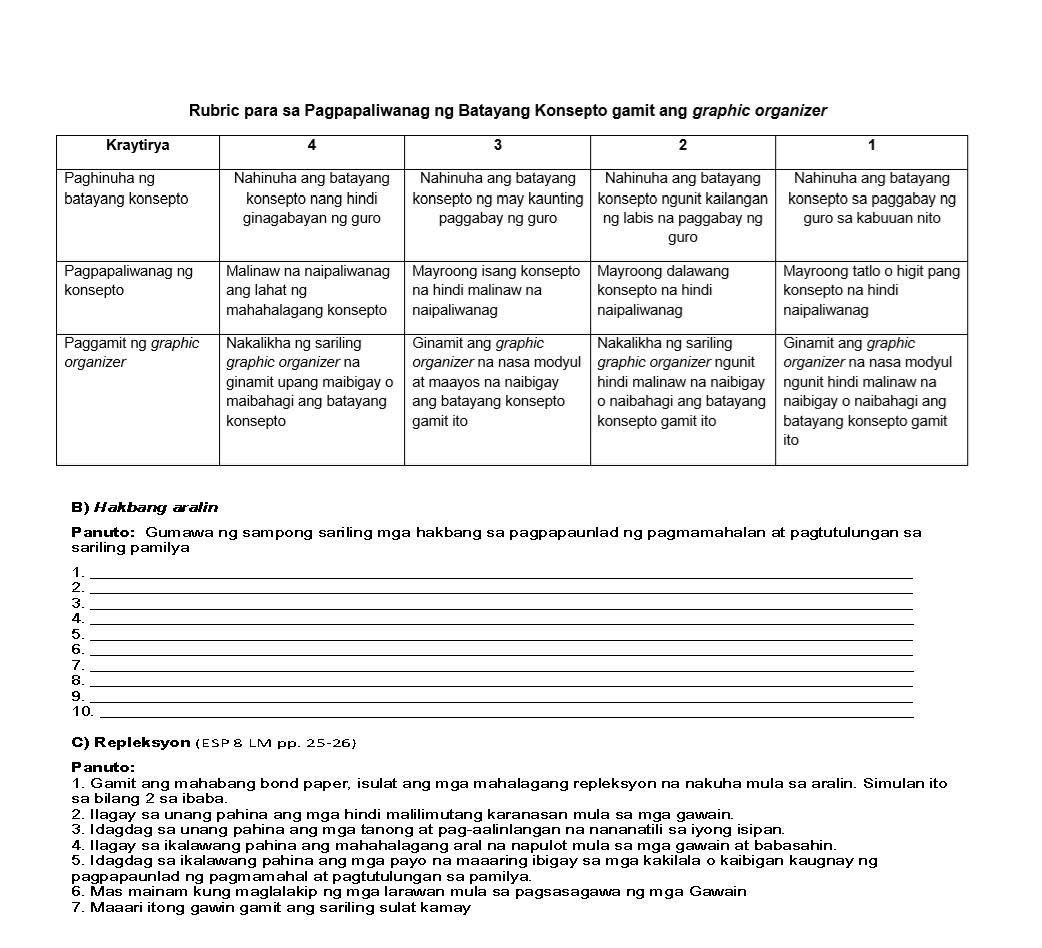 Rubric para sa Pagpapaliwanag ng Batayang Konsepto gamit ang graphic organizer
Kraytirya 4 3 2 1
Paghinuha ng
batayang konsepto
Nahinuha ang batayang
konsepto nang hindi
ginagabayan ng guro
Nahinuha ang batayang
konsepto ng may kaunting
paggabay ng guro
Nahinuha ang batayang
konsepto ngunit kailangan
ng labis na paggabay ng
guro
Nahinuha ang batayang
konsepto sa paggabay ng
guro sa kabuuan nito
Pagpapaliwanag ng
konsepto
Malinaw na naipaliwanag
ang lahat ng
mahahalagang konsepto
Mayroong isang konsepto
na hindi malinaw na
naipaliwanag
Mayroong dalawang
konsepto na hindi
naipaliwanag
Mayroong tatlo o higit pang
konsepto na hindi
naipaliwanag
Paggamit ng graphic
organizer
Nakalikha ng sariling
graphic organizer na
ginamit upang maibigay o
maibahagi ang batayang
konsepto
Ginamit ang graphic
organizer na nasa modyul
at maayos na naibigay
ang batayang konsepto
gamit ito
Nakalikha ng sariling
graphic organizer ngunit
hindi malinaw na naibigay
o naibahagi ang batayang
konsepto gamit ito
Ginamit ang graphic
organizer na nasa modyul
ngunit hindi malinaw na
naibigay o naibahagi ang
batayang konsepto gamit
ito
B) Hakbang aralin
Panuto: Gumawa ng sampong sariling mga hakbang sa pagpapaunlad ng pagmamahalan at pagtutulungan sa
sariling pamilya
1.
2.
3.
4.
5.
6.
7.
8.
9.
10.
C) Repleksyon (ESP 8 LM pp. 25-26)
Panuto:
1. Gamit ang mahabang bond paper, isulat ang mga mahalagang repleksyon na nakuha mula sa aralin. Simulan ito
sa bilang 2 sa ibaba.
2. Ilagay sa unang pahina ang mga hindi malilimutang karanasan mula sa mga gawain.
3. Idagdag sa unang pahina ang mga tanong at pag-aalinlangan na nananatili sa iyong isipan.
4. Ilagay sa ikalawang pahina ang mahahalagang aral na napulot mula sa mga gawain at babasahin.
5. Idagdag sa ikalawang pahina ang mga payo na maaaring ibigay sa mga kakilala o kaibigan kaugnay ng
pagpapaunlad ng pagmamahal at pagtutulungan sa pamilya.
6. Mas mainam kung maglalakip ng mga larawan mula sa pagsasagawa ng mga Gawain
7. Maaari itong gawin gamit ang sariling sulat kamay